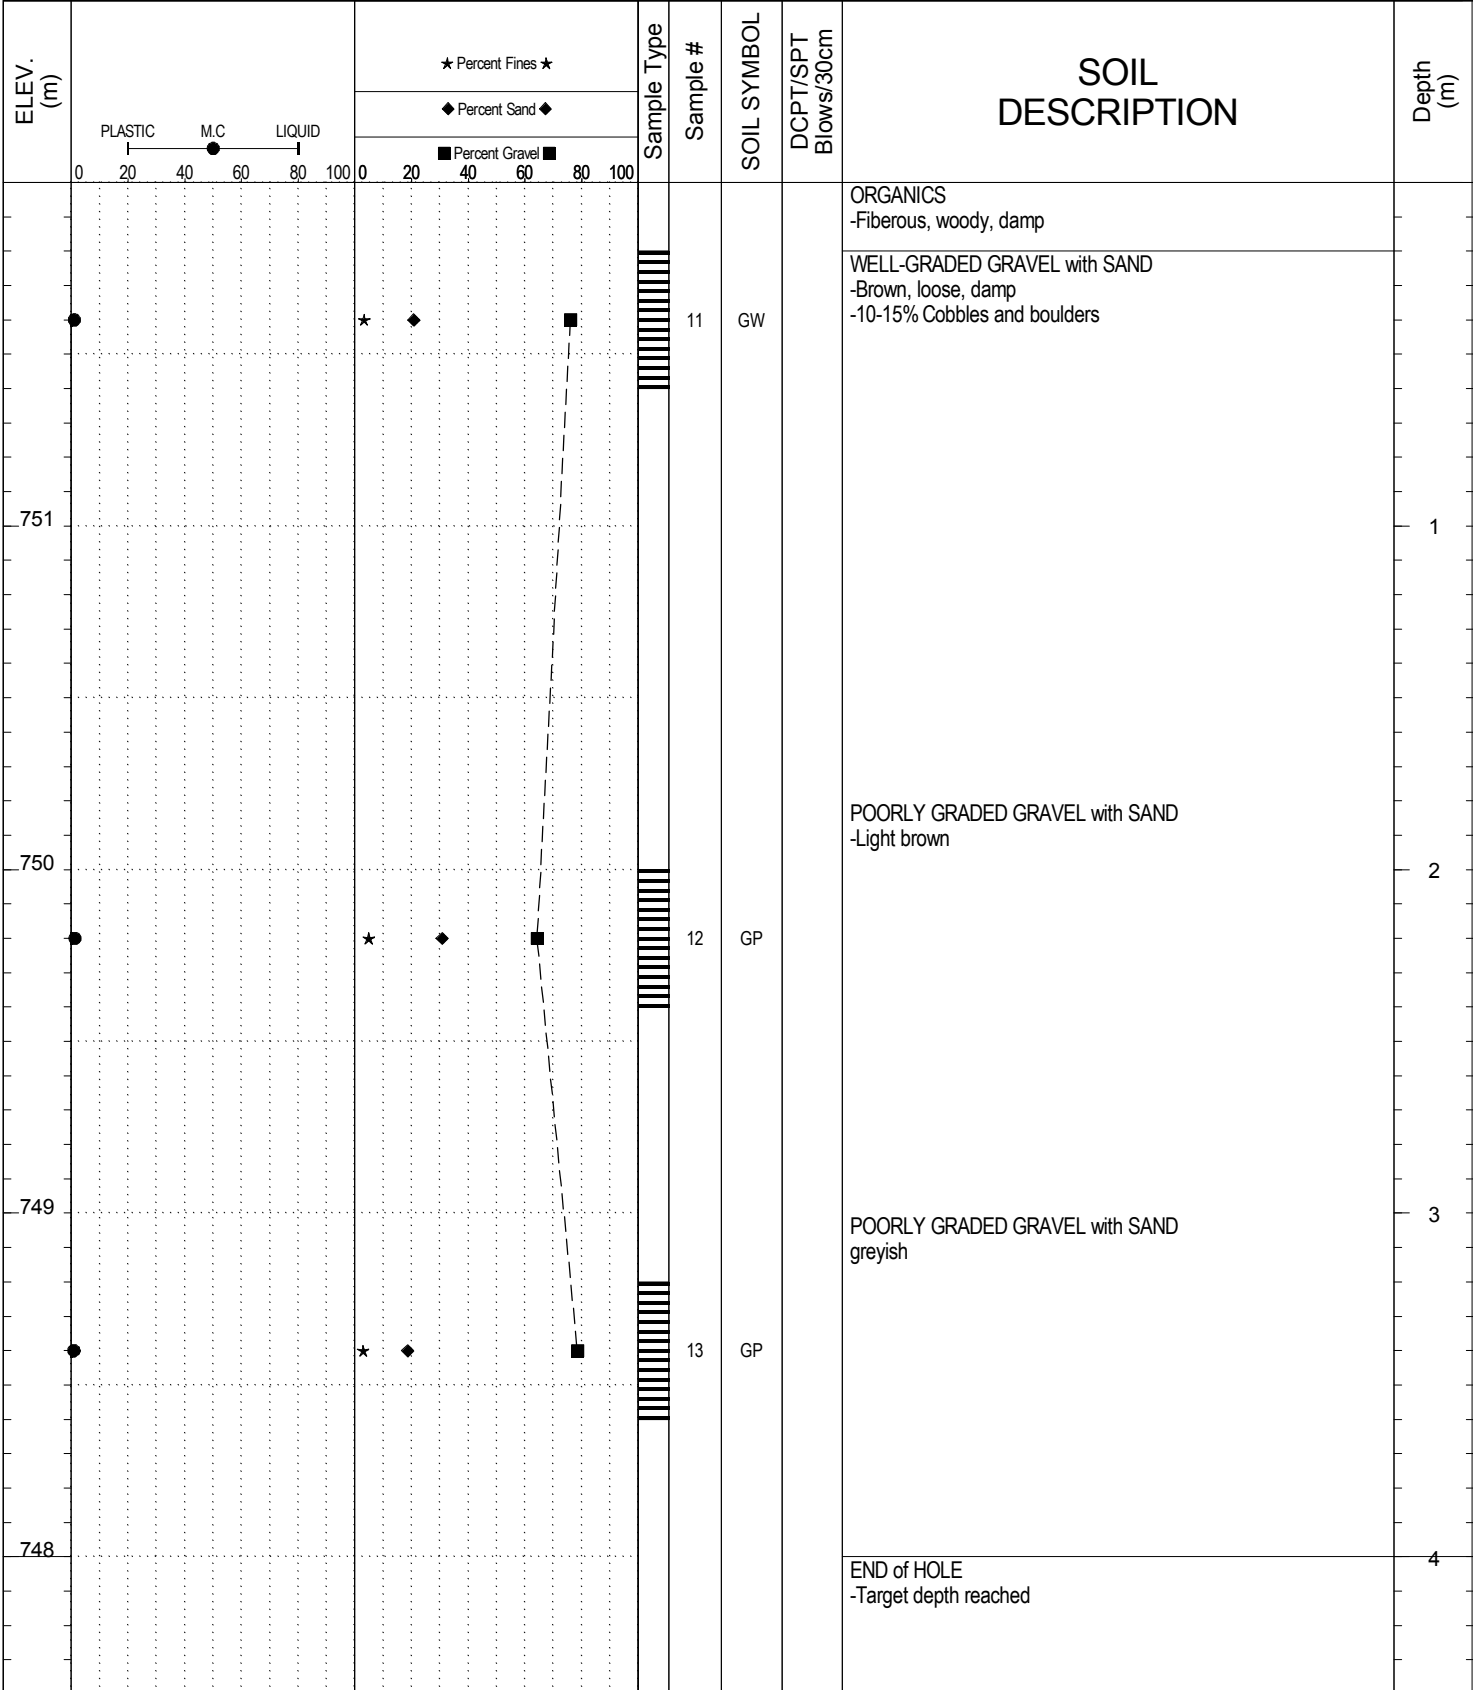 ELEV.
(m)
PLASTIC M.C LIQUID
0 20 40 60 80 100
★ Percent Fines ★
◆ Percent Sand ◆
■ Percent Gravel ■
0 20 40 60 80 100
Sample Type
Sample #
SOIL SYMBOL
DCPT/SPT
Blows/30cm
SOIL
DESCRIPTION
Depth
(m)
ORGANICS
-Fiberous, woody, damp
WELL-GRADED GRAVEL with SAND
-Brown, loose, damp
-10-15% Cobbles and boulders
11 GW
751
1
POORLY GRADED GRAVEL with SAND
-Light brown
750
2
12 GP
749
3
POORLY GRADED GRAVEL with SAND
greyish
13 GP
748
4
END of HOLE
-Target depth reached